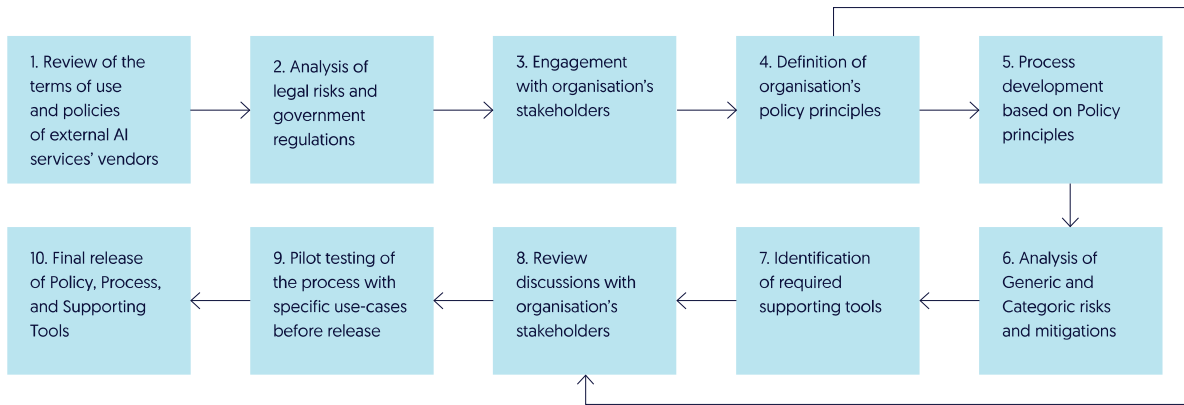 1. Review of the
terms of use
and policies
of external AI
services’ vendors
2. Analysis of
legal risks and
government
regulations
3. Engagement
with organisation’s
stakeholders
4. Definition of
organisation’s
policy principles
5. Process
development
based on Policy
principles
6. Analysis of
Generic and
Categoric risks
and mitigations
7. Identification
of required
supporting tools
8. Review
discussions with
organisation’s
stakeholders
9. Pilot testing of
the process with
specific use-cases
before release
10. Final release
of Policy, Process,
and Supporting
Tools